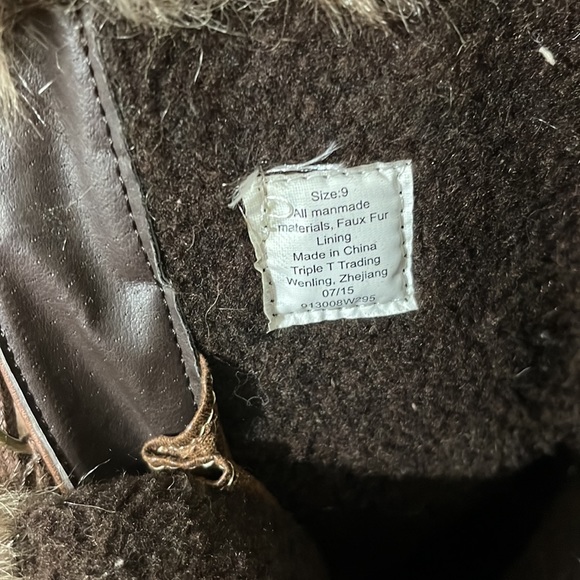 Size:9
All manmade
materials, Faux Fur
Lining
Made in China
Triple T Trading
Wenling, Zhejiang
07/15
913008W295